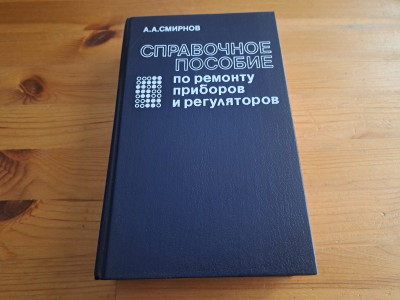 А.А.СМИРНОВ
СПРАВОЧНОЕ
ПОСОБИЕ
по ремонту
приборов
и регуляторов